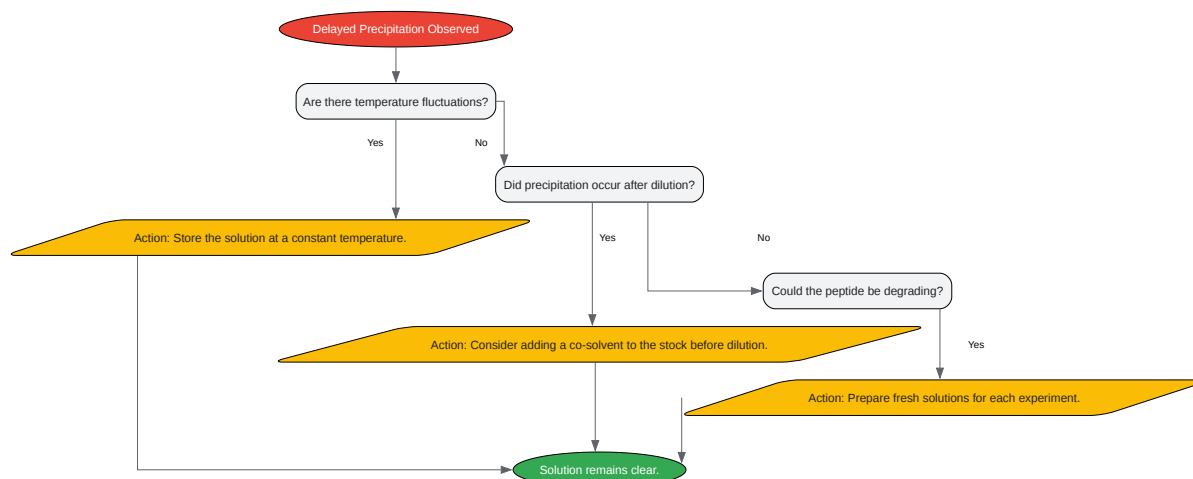 Delayed Precipitation Observed
Are there temperature fluctuations?
Yes
No
Did precipitation occur after dilution?
Action: Store the solution at a constant temperature.
Yes
No
Could the peptide be degrading?
Action: Consider adding a co-solvent to the stock before dilution.
Yes
Action: Prepare fresh solutions for each experiment.
Solution remains clear.